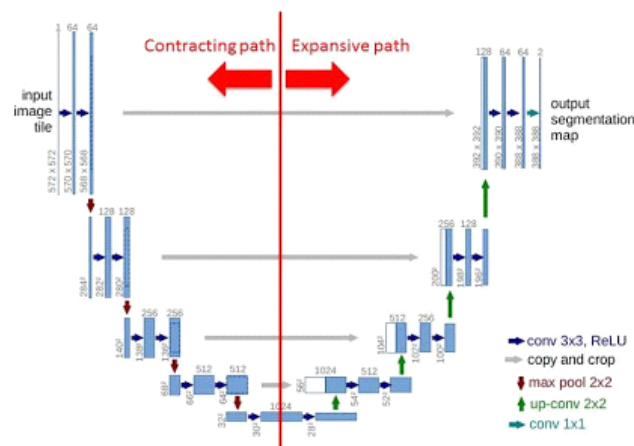 Contracting path
Expansive path
1
64
64
128
64
64
2
input
image
tile
output
segmentation
map
572 x 572
570 x 570
568 x 568
392 x 392
390 x 390
388 x 388
388 x 388
128
128
256
128
284²
282²
280²
200²
198²
196²
256
256
512
256
140²
138²
136²
104²
102²
100²
512
512
1024
512
68²
66²
64²
56²
54²
52²
1024
32²
30²
28²
conv 3x3, ReLU
copy and crop
max pool 2x2
up-conv 2x2
conv 1x1